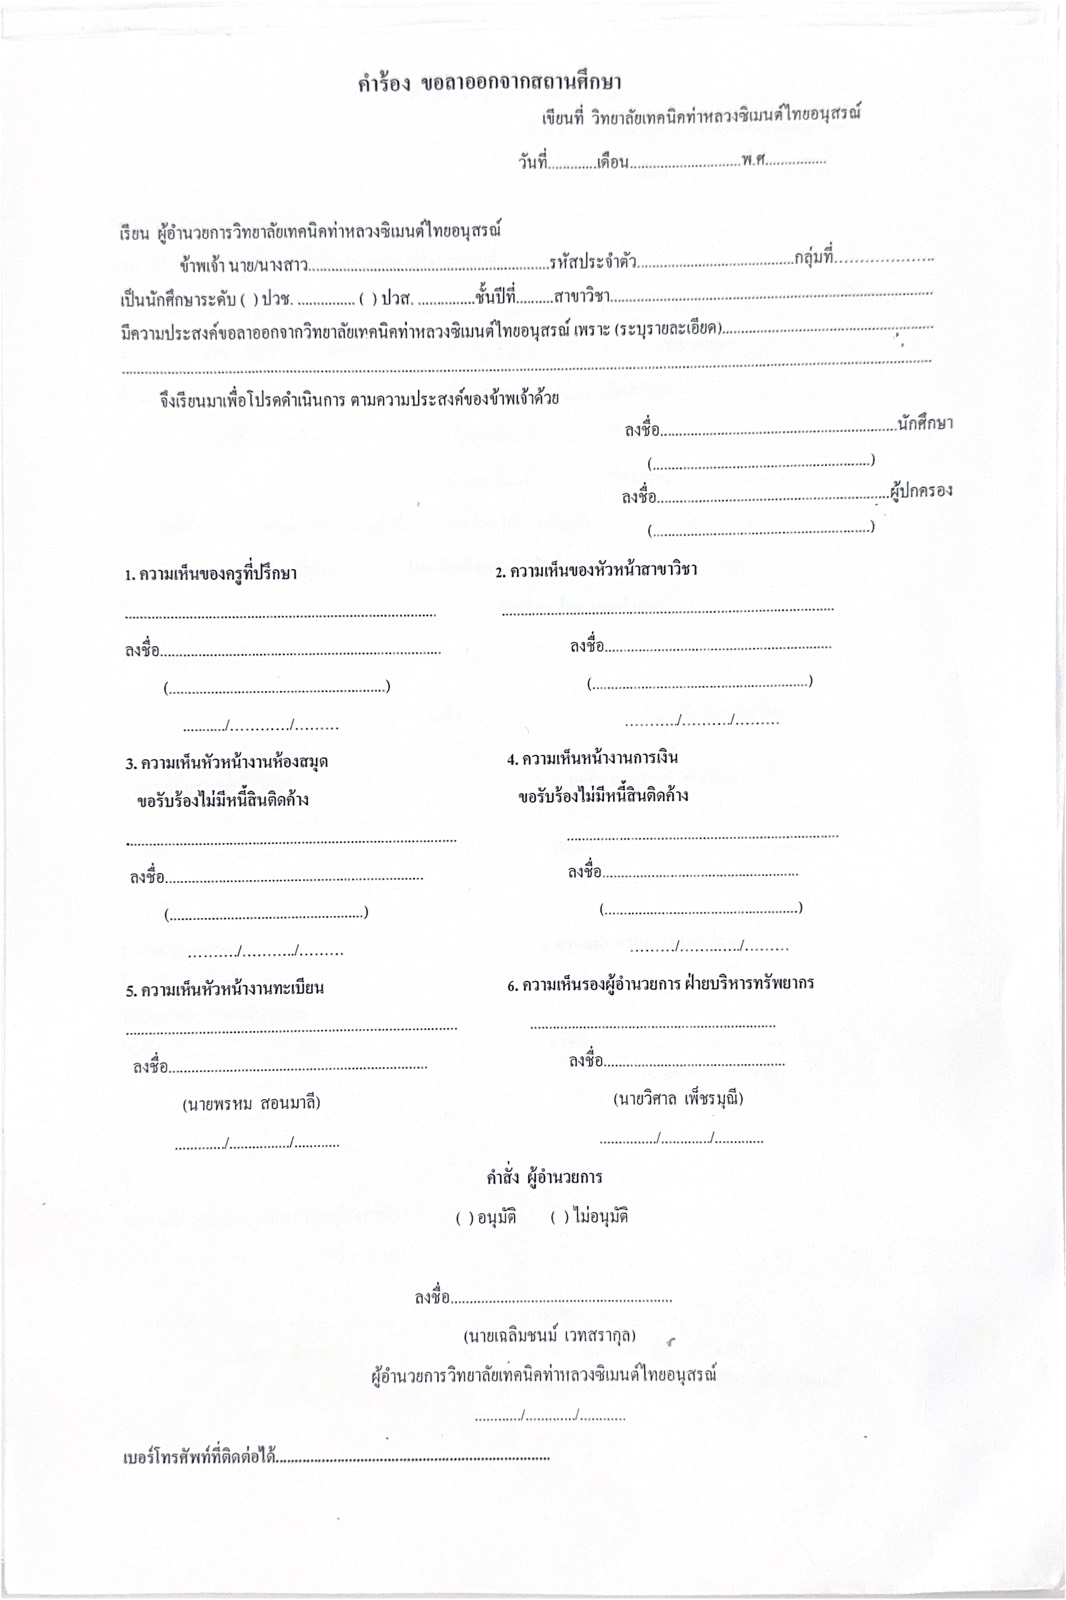 คำร้อง ขอลาออกจากสถานศึกษา
เขียนที่ วิทยาลัยเทคนิคท่าหลวงซิเมนต์ไทยอนุสรณ์
วันที่.............เดือน.............................พ.ศ................
เรียน ผู้อำนวยการวิทยาลัยเทคนิคท่าหลวงซิเมนต์ไทยอนุสรณ์
ข้าพเจ้า นาย/นางสาว...............................................................รหัสประจำตัว.........................................กลุ่มที่....................
เป็นนักศึกษาระดับ ( ) ปวช. ............... ( ) ปวส. ...............ชั้นปีที่..........สาขาวิชา....................................................................................
มีความประสงค์ขอลาออกจากวิทยาลัยเทคนิคท่าหลวงซิเมนต์ไทยอนุสรณ์ เพราะ (ระบุรายละเอียด).......................................................
................................................................................................................................................................
จึงเรียนมาเพื่อโปรดดำเนินการ ตามความประสงค์ของข้าพเจ้าด้วย
ลงชื่อ..............................................................นักศึกษา
(.........................................................)
ลงชื่อ.............................................................ผู้ปกครอง
(.........................................................)
1. ความเห็นของครูที่ปรึกษา 2. ความเห็นของหัวหน้าสาขาวิชา
................................................................................. .......................................................................................
ลงชื่อ......................................................................... ลงชื่อ...........................................................
(.........................................................) (.........................................................)
.........../............/......... ........../........../.........
3. ความเห็นหัวหน้างานห้องสมุด 4. ความเห็นหน้างานการเงิน
ขอรับร้องไม่มีหนี้สินติดค้าง ขอรับร้องไม่มีหนี้สินติดค้าง
...................................................................................... .......................................................................
ลงชื่อ................................................................... ลงชื่อ...................................................
(...................................................) (...................................................)
........../.........../......... ........./.........../.........
5. ความเห็นหัวหน้างานทะเบียน 6. ความเห็นรองผู้อำนวยการ ฝ่ายบริหารทรัพยากร
....................................................................................... ................................................................
ลงชื่อ.................................................................... ลงชื่อ...............................................
(นายพรหม สอนมาลี) (นายวิศาล เพ็ชรมุณี)
............./................/............ .............../............./.............
คำสั่ง ผู้อำนวยการ
( ) อนุมัติ ( ) ไม่อนุมัติ
ลงชื่อ..........................................................
(นายเฉลิมชนม์ เวทสรากุล)
ผู้อำนวยการวิทยาลัยเทคนิคท่าหลวงซิเมนต์ไทยอนุสรณ์
............/............./............
เบอร์โทรศัพท์ที่ติดต่อได้.....................................................................